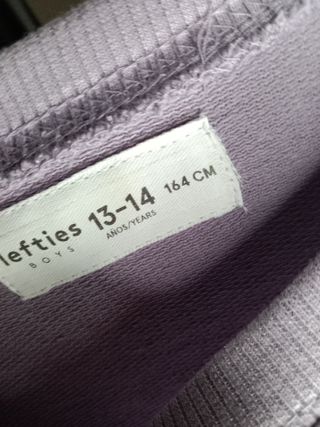 lefties 13-14 164 CM
BOYS AÑOS/YEARS